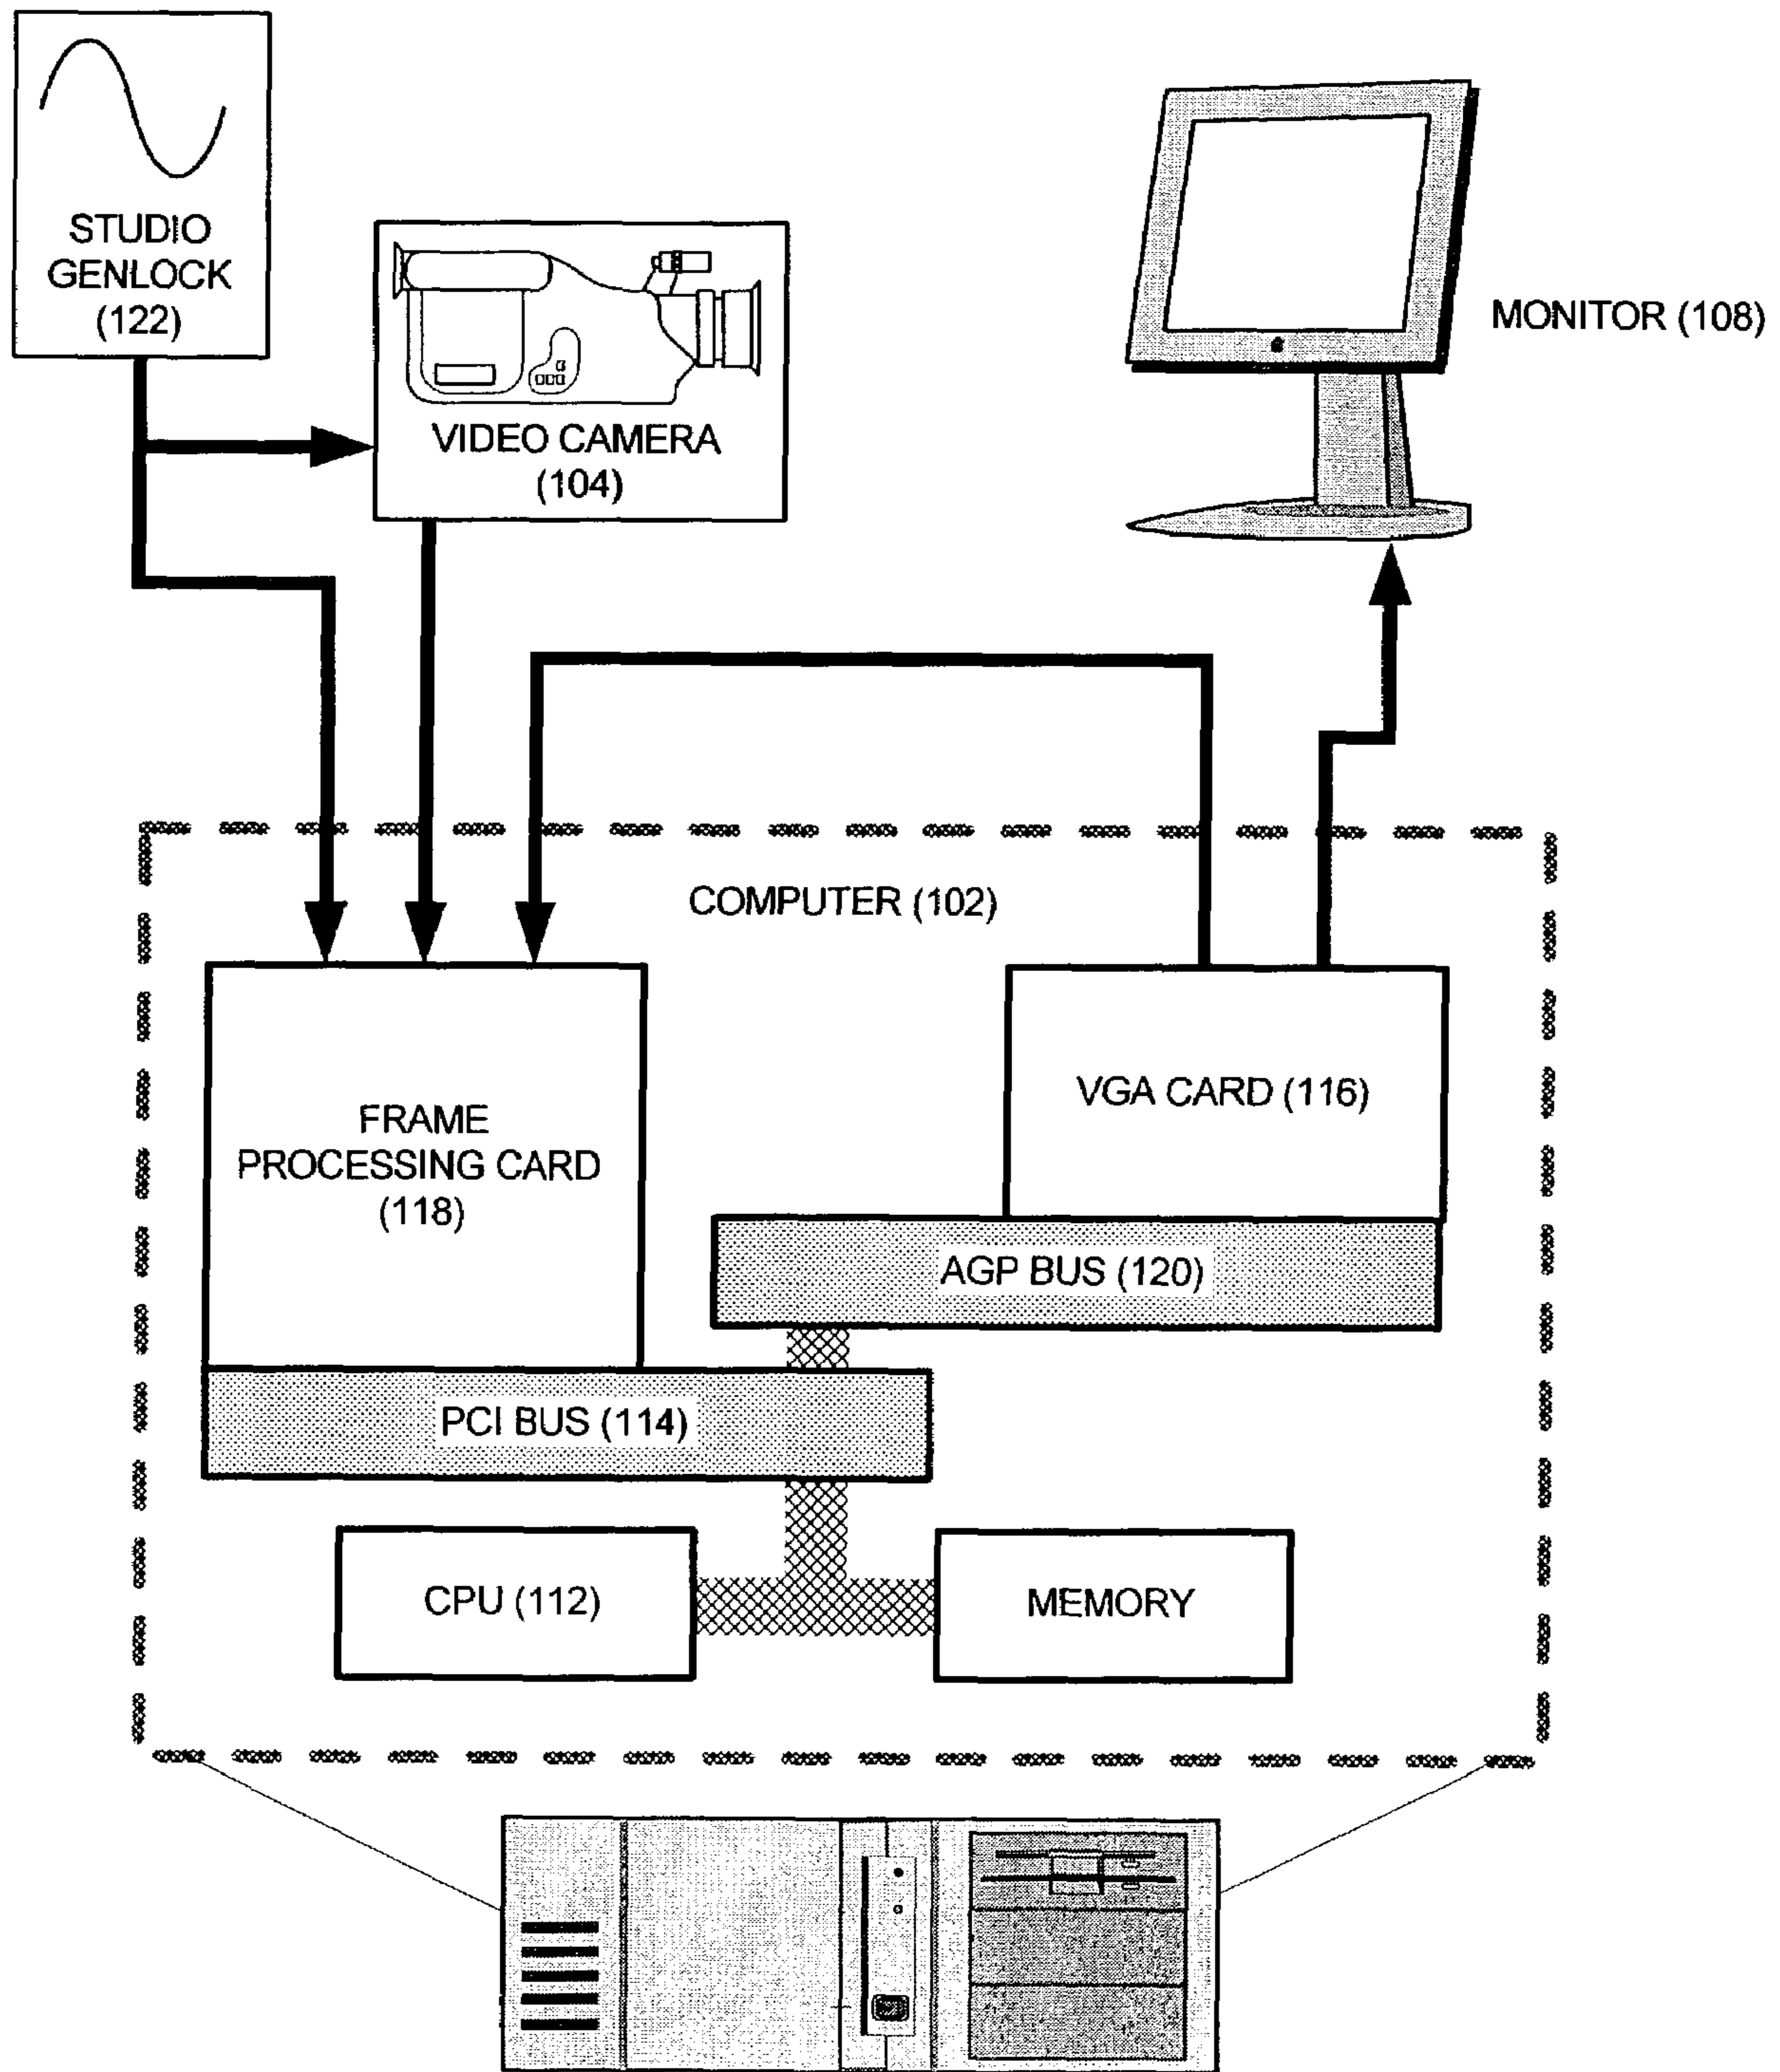 STUDIO
GENLOCK
(122)
VIDEO CAMERA
(104)
MONITOR (108)
COMPUTER (102)
FRAME
PROCESSING CARD
(118)
VGA CARD (116)
AGP BUS (120)
PCI BUS (114)
CPU (112)
MEMORY